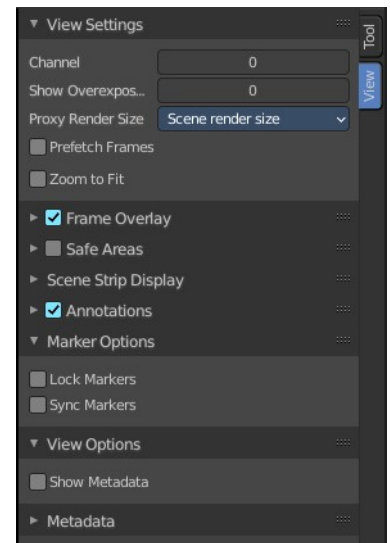 View Settings
Tool
Channel 0
View
Show Overexpos... 0
Proxy Render Size Scene render size
Prefetch Frames
Zoom to Fit
Frame Overlay
Safe Areas
Scene Strip Display
Annotations
Marker Options
Lock Markers
Sync Markers
View Options
Show Metadata
Metadata